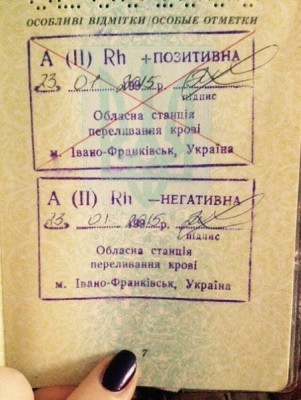 ОСОБЛИВІ ВІДМІТКИ/ОСОБЫЕ ОТМЕТКИ
А (II) Rh +ПОЗИТИВНА
23. 01 2015 р.
підпис
Обласна станція
переливання крові
м. Івано-Франківськ, Україна
А (II) Rh —НЕГАТИВНА
23. 01 2015 р.
підпис
Обласна станція
переливання крові
м. Івано-Франківськ, Україна
7